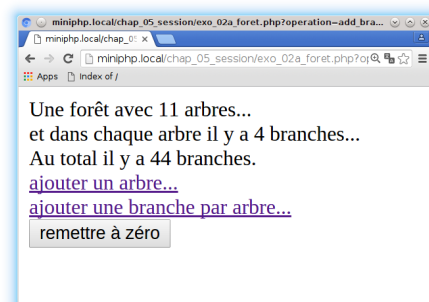 miniphp.local/chap_05_session/exo_02a_foret.php?operation=add_bra...
miniphp.local/chap_05
miniphp.local/chap_05_session/exo_02a_foret.php?op
Apps Index of /
Une forêt avec 11 arbres...
et dans chaque arbre il y a 4 branches...
Au total il y a 44 branches.
ajouter un arbre...
ajouter une branche par arbre...
remettre à zéro